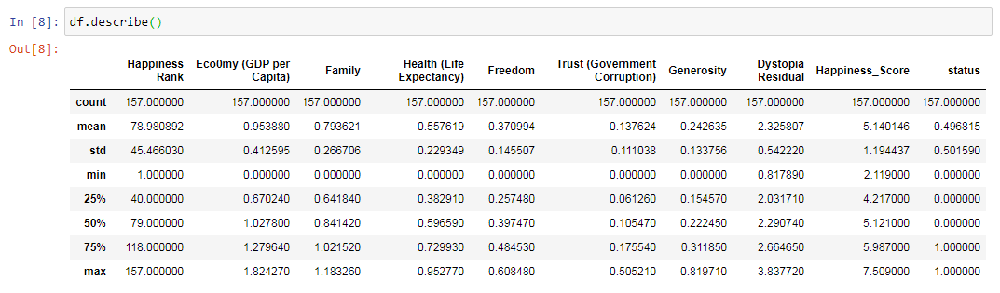 In [8]: df.describe()
Out[8]:
Happiness Rank Eco0my (GDP per Capita) Family Health (Life Expectancy) Freedom Trust (Government Corruption) Generosity Dystopia Residual Happiness_Score status
count 157.000000 157.000000 157.000000 157.000000 157.000000 157.000000 157.000000 157.000000 157.000000 157.000000
mean 78.980892 0.953880 0.793621 0.557619 0.370994 0.137624 0.242635 2.325807 5.140146 0.496815
std 45.466030 0.412595 0.266706 0.229349 0.145507 0.111038 0.133756 0.542220 1.194437 0.501590
min 1.000000 0.000000 0.000000 0.000000 0.000000 0.000000 0.000000 0.817890 2.119000 0.000000
25% 40.000000 0.670240 0.641840 0.382910 0.257480 0.061260 0.154570 2.031710 4.217000 0.000000
50% 79.000000 1.027800 0.841420 0.596590 0.397470 0.105470 0.222450 2.290740 5.121000 0.000000
75% 118.000000 1.279640 1.021520 0.729930 0.484530 0.175540 0.311850 2.664650 5.987000 1.000000
max 157.000000 1.824270 1.183260 0.952770 0.608480 0.505210 0.819710 3.837720 7.509000 1.000000